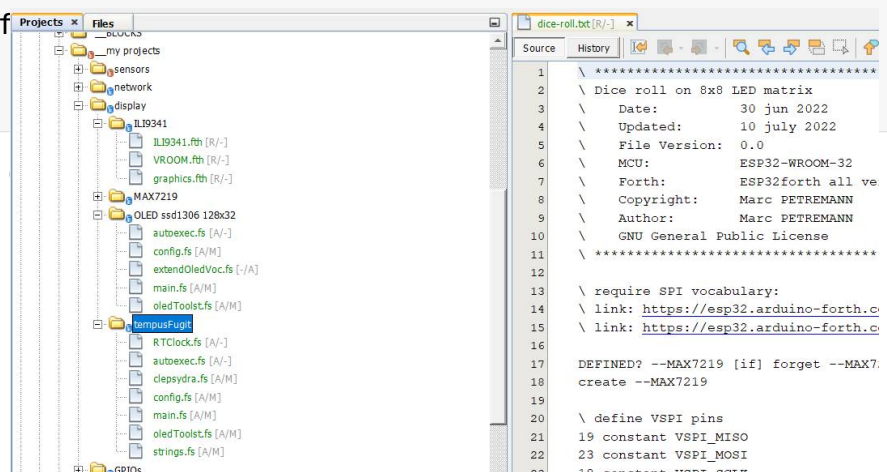 f
Projects × Files
__BLOCKS
__my projects
sensors
network
display
ILI9341
ILI9341.fth [R/-]
VROOM.fth [R/-]
graphics.fth [R/-]
MAX7219
OLED ssd1306 128x32
autoexec.fs [A/-]
config.fs [A/M]
extendOledVoc.fs [-/A]
main.fs [A/M]
oledToolst.fs [A/M]
tempusFugit
RTClock.fs [A/-]
autoexec.fs [A/-]
clepsydra.fs [A/M]
config.fs [A/M]
main.fs [A/M]
oledToolst.fs [A/M]
strings.fs [A/M]
GPIOs
dice-roll.txt [R/-] ×
Source History
1 \ ************************************
2 \ Dice roll on 8x8 LED matrix
3 \ Date: 30 jun 2022
4 \ Updated: 10 july 2022
5 \ File Version: 0.0
6 \ MCU: ESP32-WROOM-32
7 \ Forth: ESP32forth all ve
8 \ Copyright: Marc PETREMANN
9 \ Author: Marc PETREMANN
10 \ GNU General Public License
11 \ ************************************
12
13 \ require SPI vocabulary:
14 \ link: https://esp32.arduino-forth.c
15 \ link: https://esp32.arduino-forth.c
16
17 DEFINED? --MAX7219 [if] forget --MAX7
18 create --MAX7219
19
20 \ define VSPI pins
21 19 constant VSPI_MISO
22 23 constant VSPI_MOSI
23 18 constant VSPI_SCLK